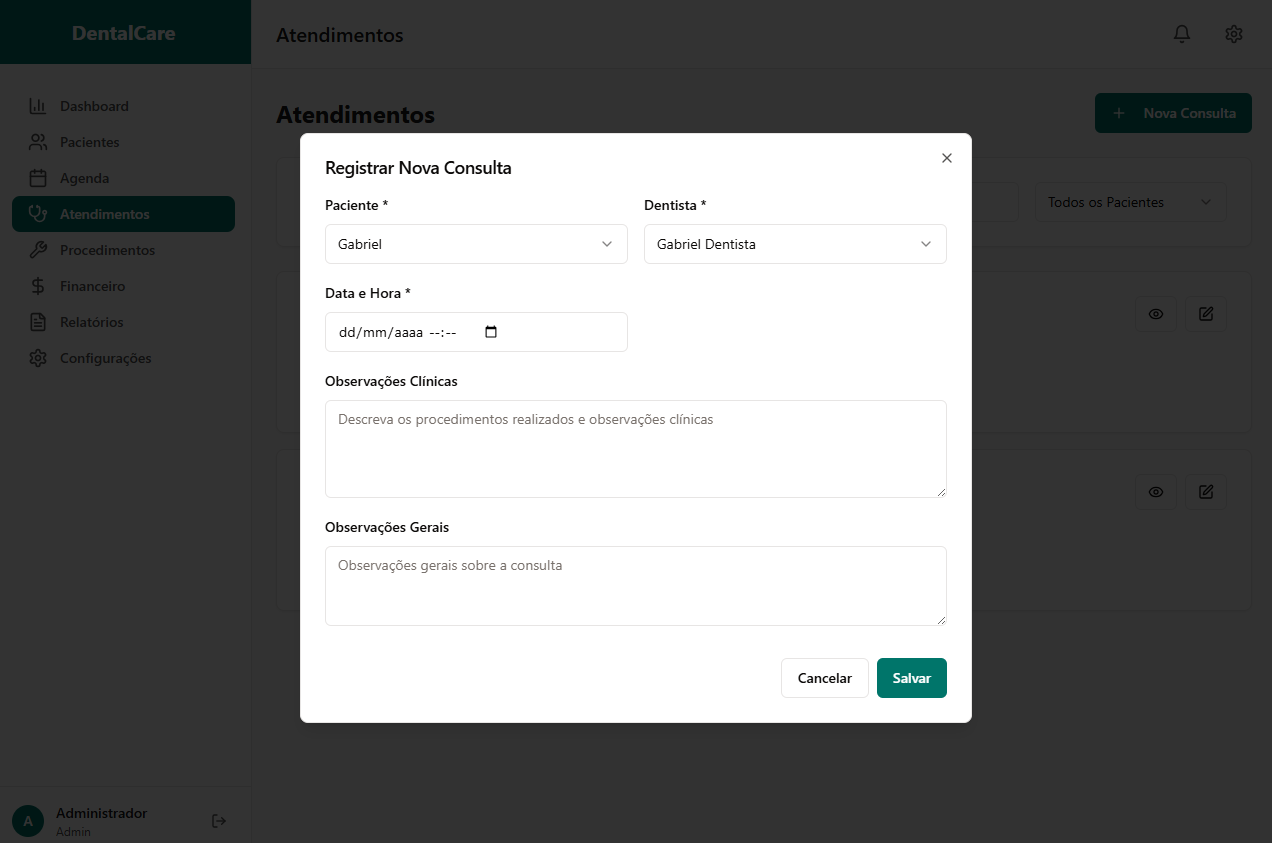 DentalCare
Atendimentos
Dashboard
Pacientes
Agenda
Atendimentos
Procedimentos
Financeiro
Relatórios
Configurações
A
Administrador
Admin
Atendimentos
Nova Consulta
Todos os Pacientes
Registrar Nova Consulta
Paciente *
Dentista *
Gabriel
Gabriel Dentista
Data e Hora *
dd/mm/aaaa --:--
Observações Clínicas
Descreva os procedimentos realizados e observações clínicas
Observações Gerais
Observações gerais sobre a consulta
Cancelar
Salvar